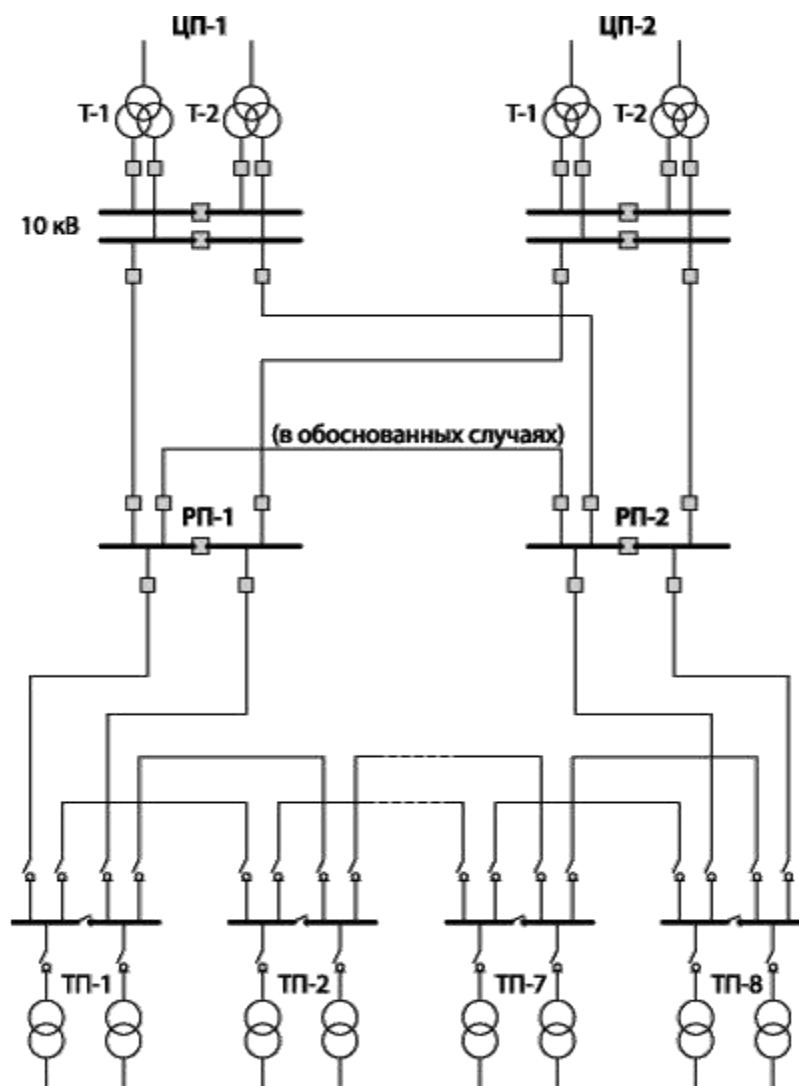 ЦП-1
ЦП-2
Т-1
Т-2
Т-1
Т-2
10 кВ
(в обоснованных случаях)
РП-1
РП-2
ТП-1
ТП-2
ТП-7
ТП-8